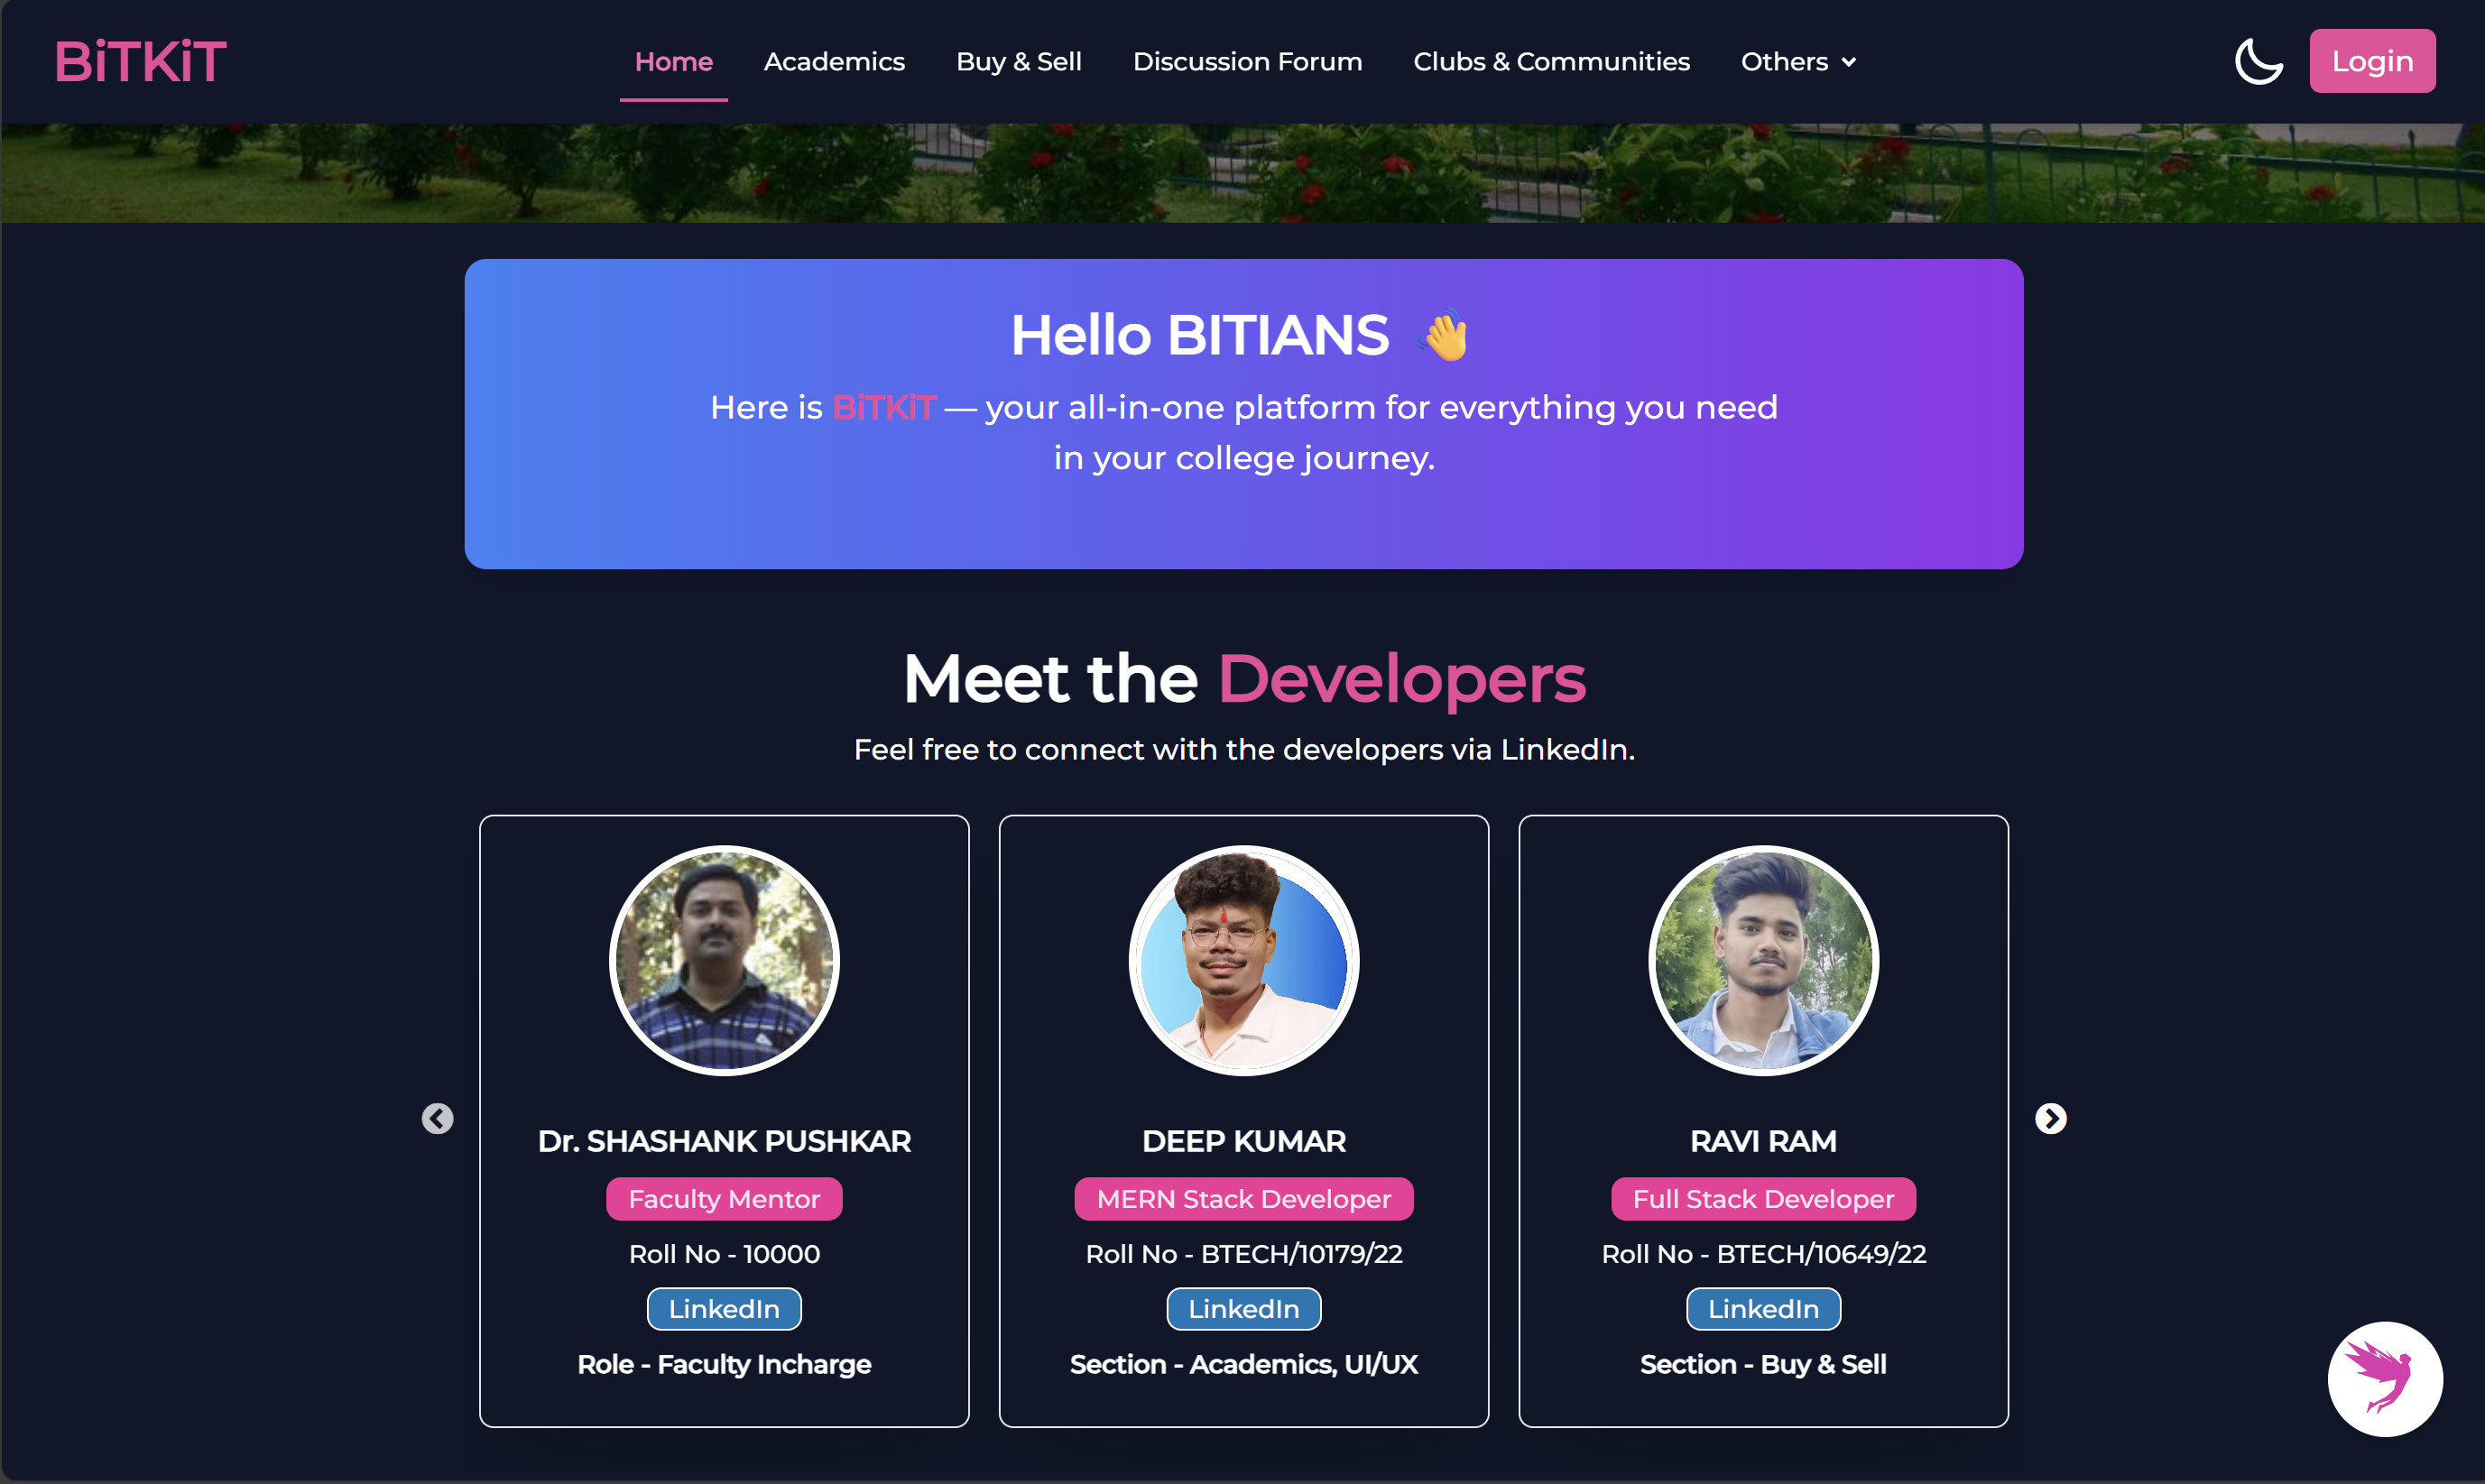 BiTKiT
Home
Academics
Buy & Sell
Discussion Forum
Clubs & Communities
Others
Login
Hello BITIANS 👋
Here is BiTKiT — your all-in-one platform for everything you need
in your college journey.
Meet the Developers
Feel free to connect with the developers via LinkedIn.
Dr. SHASHANK PUSHKAR
Faculty Mentor
Roll No - 10000
LinkedIn
Role - Faculty Incharge
DEEP KUMAR
MERN Stack Developer
Roll No - BTECH/10179/22
LinkedIn
Section - Academics, UI/UX
RAVI RAM
Full Stack Developer
Roll No - BTECH/10649/22
LinkedIn
Section - Buy & Sell